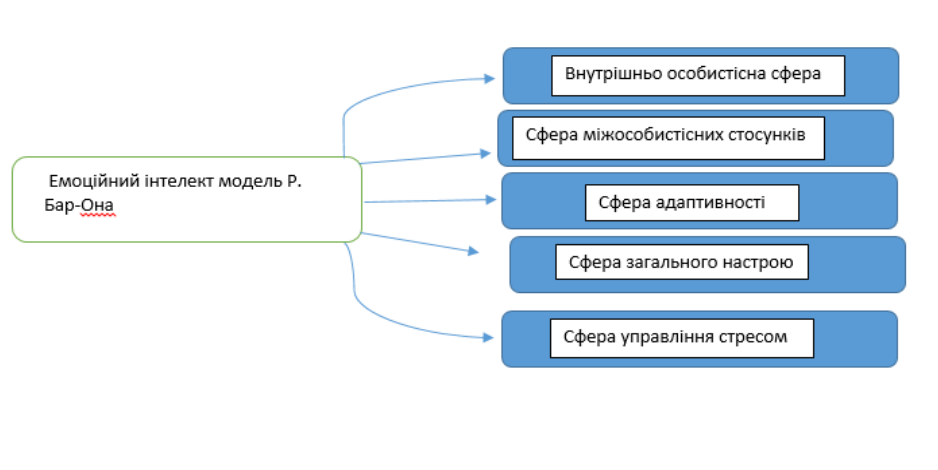 Емоційний інтелект модель Р.
Бар-Она
Внутрішньо особистісна сфера
Сфера міжособистісних стосунків
Сфера адаптивності
Сфера загального настрою
Сфера управління стресом